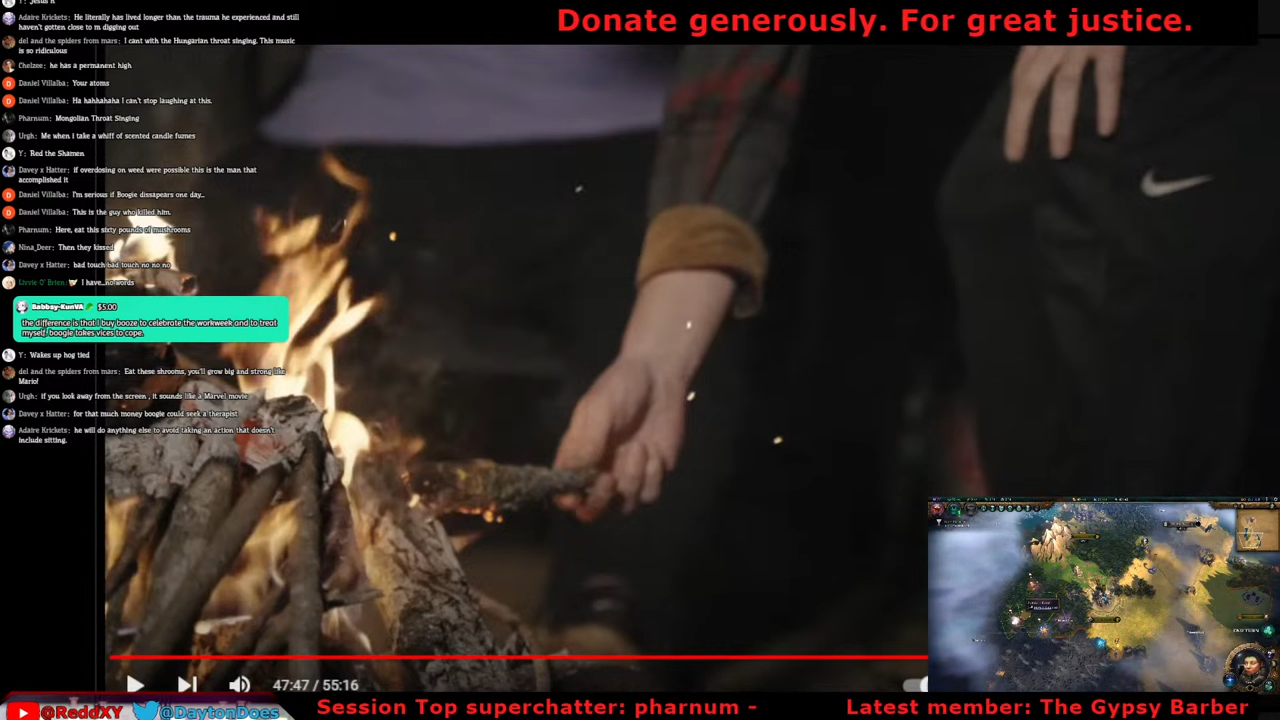 Donate generously. For great justice.
Adaire Krickets: He literally has lived longer than the trauma he experienced and still
haven't gotten close to m digging out
del and the spiders from mars: I cant with the Hungarian throat singing. This music
is so ridiculous
Chelzee: he has a permanent high
Daniel Villalba: Your atoms
Daniel Villalba: Ha hahhahaha I can't stop laughing at this.
Pharnum: Mongolian Throat Singing
Urgh: Me when i take a whiff of scented candle fumes
Y: Red the Shamen
Davey x Hatter: if overdosing on weed were possible this is the man that
accomplished it
Daniel Villalba: I'm serious if Boogie dissapears one day...
Daniel Villalba: This is the guy who killed him.
Pharnum: Here, eat this sixty pounds of mushrooms
Nina_Deer: Then they kissed
Davey x Hatter: bad touch bad touch no no no
Livvie O' Brien: I have...no words
Babbsy-KunVA $5.00
the difference is that I buy booze to celebrate the workweek and to treat
myself. boogie takes vices to cope.
Y: Wakes up hog tied
del and the spiders from mars: Eat these shrooms, you'll grow big and strong like
Mario!
Urgh: if you look away from the screen , it sounds like a Marvel movie
Davey x Hatter: for that much money boogie could seek a therapist
Adaire Krickets: he will do anything else to avoid taking an action that doesn't
include sitting.
47:47 / 55:16
@ReddXY @DaytonDoes Session Top superchatter: pharnum - Latest member: The Gypsy Barber